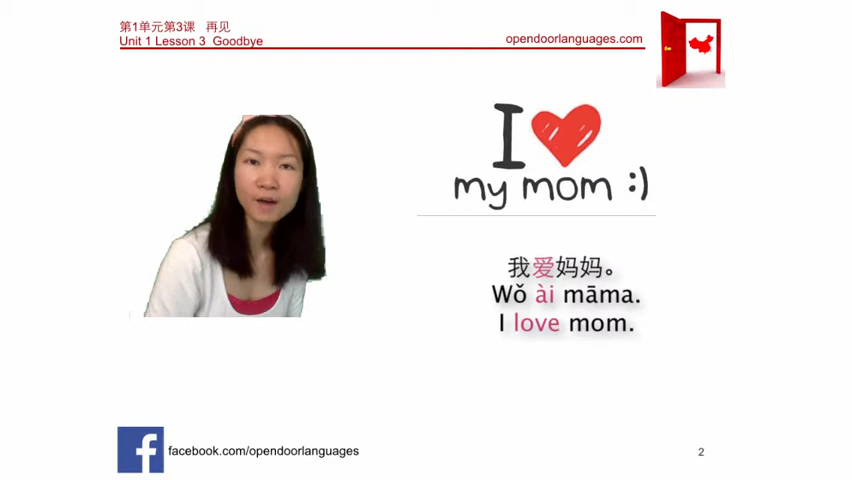 第1单元第3课 再见
Unit 1 Lesson 3 Goodbye
opendoorlanguages.com
I
my mom :)
我爱妈妈。
Wǒ ài māma.
I love mom.
facebook.com/opendoorlanguages
2